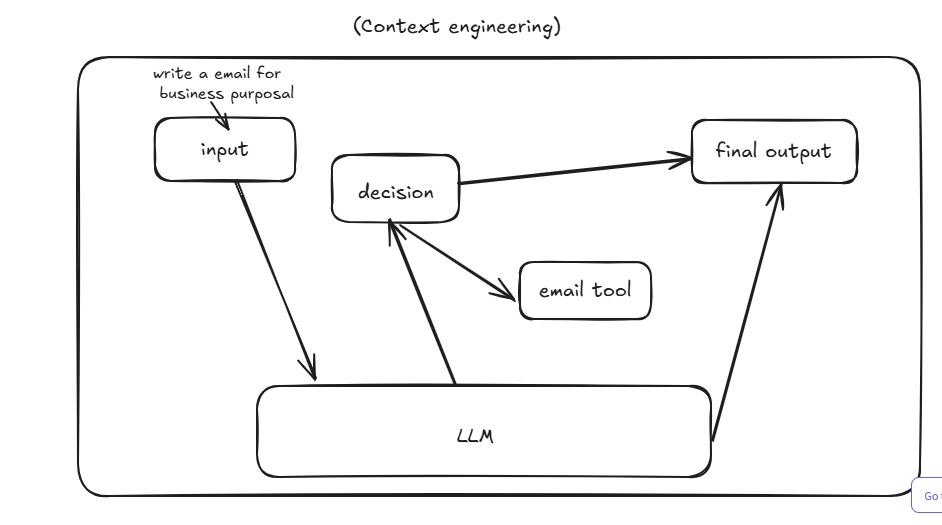 (Context engineering)
write a email for
business purposal
input
decision
final output
email tool
LLM
Go